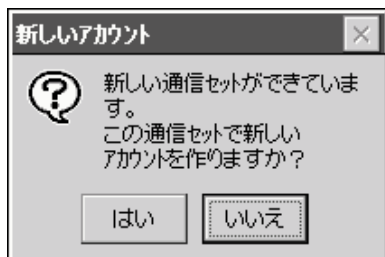 新しいアカウント
新しい通信セットができていま
す。
この通信セットで新しい
アカウントを作りますか？
はい
いいえ